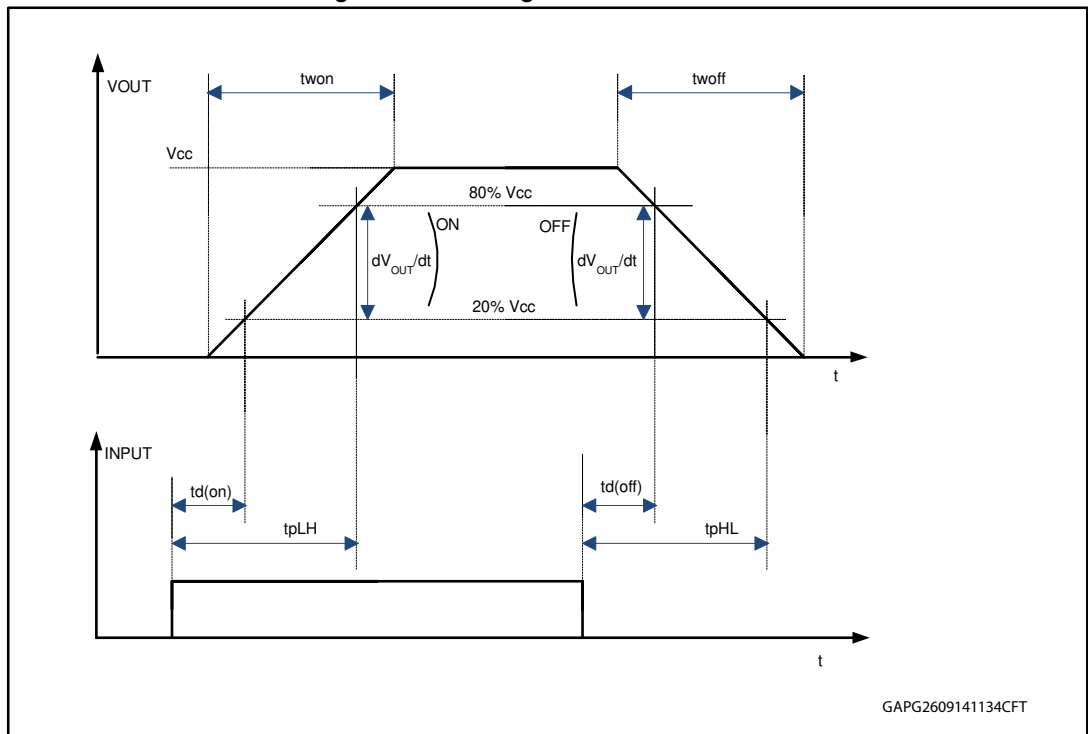 twon
twoff
VOUT
Vcc
80% Vcc
ON
OFF
dVOUT/dt
dVOUT/dt
20% Vcc
t
INPUT
td(on)
td(off)
tpLH
tpHL
t
GAPG2609141134CFT